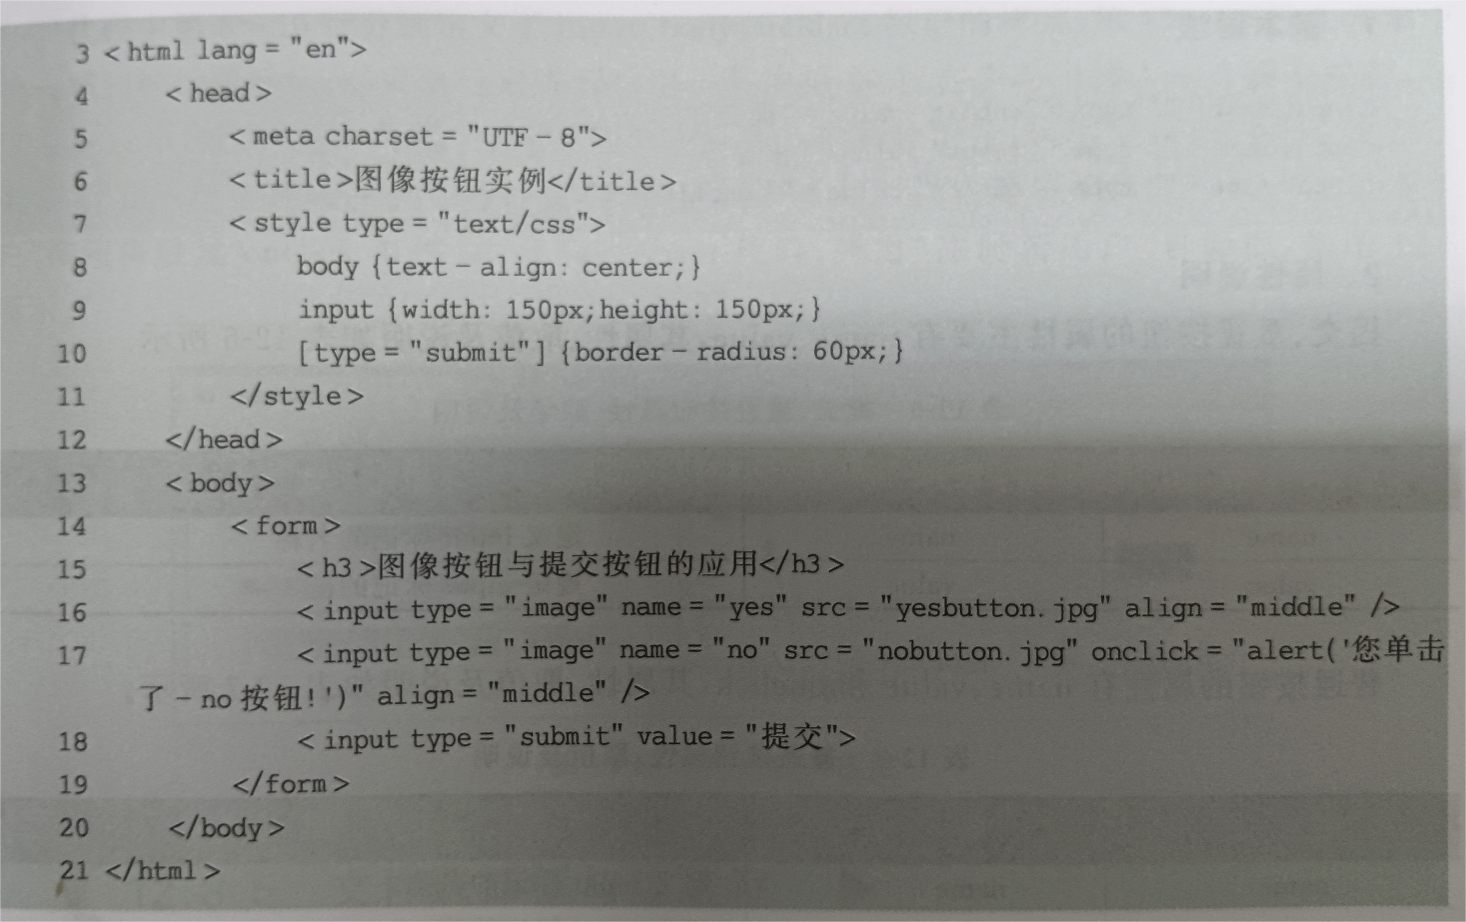 3 <html lang="en">
4 <head>
5 <meta charset="UTF-8">
6 <title>图像按钮实例</title>
7 <style type="text/css">
8 body {text-align: center;}
9 input {width: 150px;height: 150px;}
10 [type="submit"] {border-radius: 60px;}
11 </style>
12 </head>
13 <body>
14 <form>
15 <h3>图像按钮与提交按钮的应用</h3>
16 <input type="image" name="yes" src="yesbutton.jpg" align="middle" />
17 <input type="image" name="no" src="nobutton.jpg" onclick="alert('您单击
了-no按钮!')" align="middle" />
18 <input type="submit" value="提交">
19 </form>
20 </body>
21 </html>